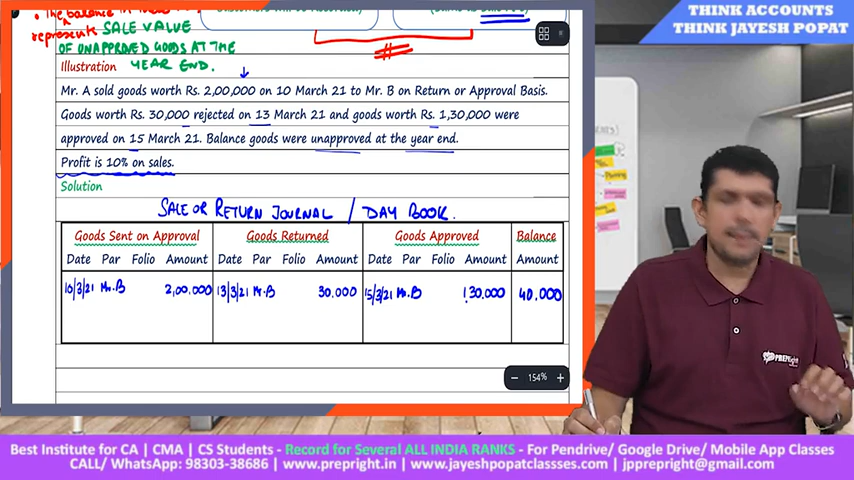 THINK ACCOUNTS
THINK JAYESH POPAT
represents SALE VALUE
OF UNAPPROVED GOODS AT THE
YEAR END.
Illustration
Mr. A sold goods worth Rs. 2,00,000 on 10 March 21 to Mr. B on Return or Approval Basis.
Goods worth Rs. 30,000 rejected on 13 March 21 and goods worth Rs. 1,30,000 were
approved on 15 March 21. Balance goods were unapproved at the year end.
Profit is 10% on sales.
Solution
SALE OR RETURN JOURNAL / DAY BOOK.
Goods Sent on Approval Goods Returned Goods Approved Balance
Date Par Folio Amount Date Par Folio Amount Date Par Folio Amount Amount
10/3/21 Mr.B 2,00.000 13/3/21 Mr.B 30.000 15/3/21 Mr.B 1,30.000 40.000
− 154% +
PREPRight
Best Institute for CA | CMA | CS Students - Record for Several ALL INDIA RANKS - For Pendrive/ Google Drive/ Mobile App Classes
CALL/ WhatsApp: 98303-38686 | www.prepright.in | www.jayeshpopatclassses.com | jpprepright@gmail.com